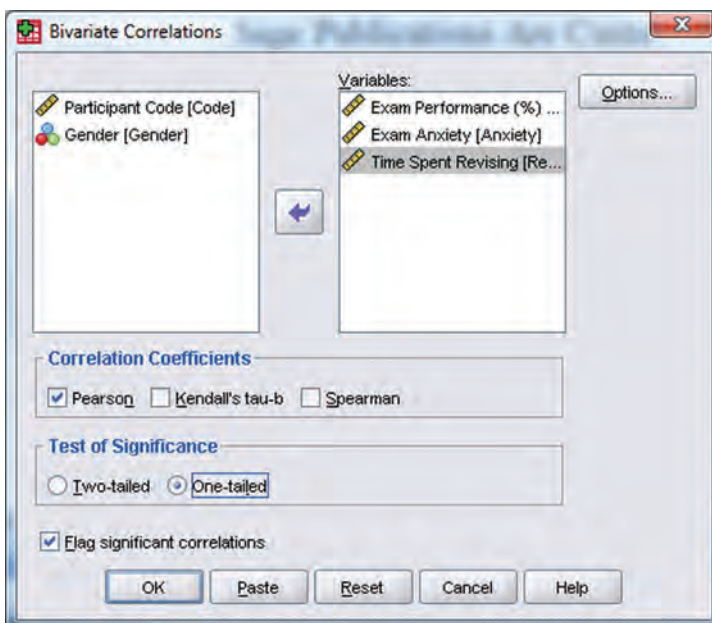 Bivariate Correlations
Variables:
Participant Code [Code]
Gender [Gender]
Exam Performance (%) ...
Exam Anxiety [Anxiety]
Time Spent Revising [Re...
Options...
Correlation Coefficients
Pearson Kendall's tau-b Spearman
Test of Significance
Two-tailed One-tailed
Flag significant correlations
OK Paste Reset Cancel Help